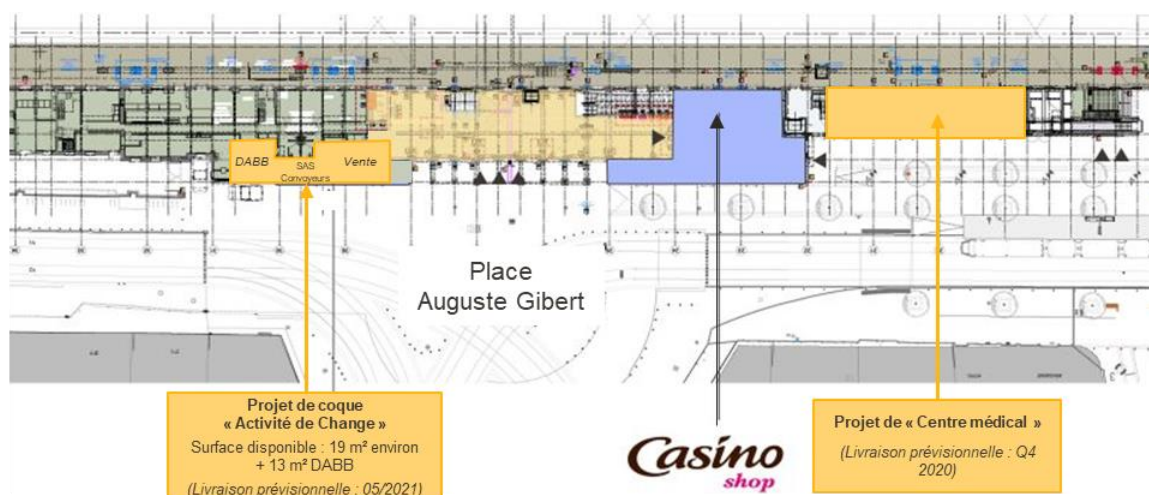 DABB
SAS
Convoyeurs
Vente
Place
Auguste Gibert
Projet de coque
« Activité de Change »
Surface disponible : 19 m² environ
+ 13 m² DABB
(Livraison prévisionnelle : 05/2021)
Casino
shop
Projet de « Centre médical »
(Livraison prévisionnelle : Q4
2020)